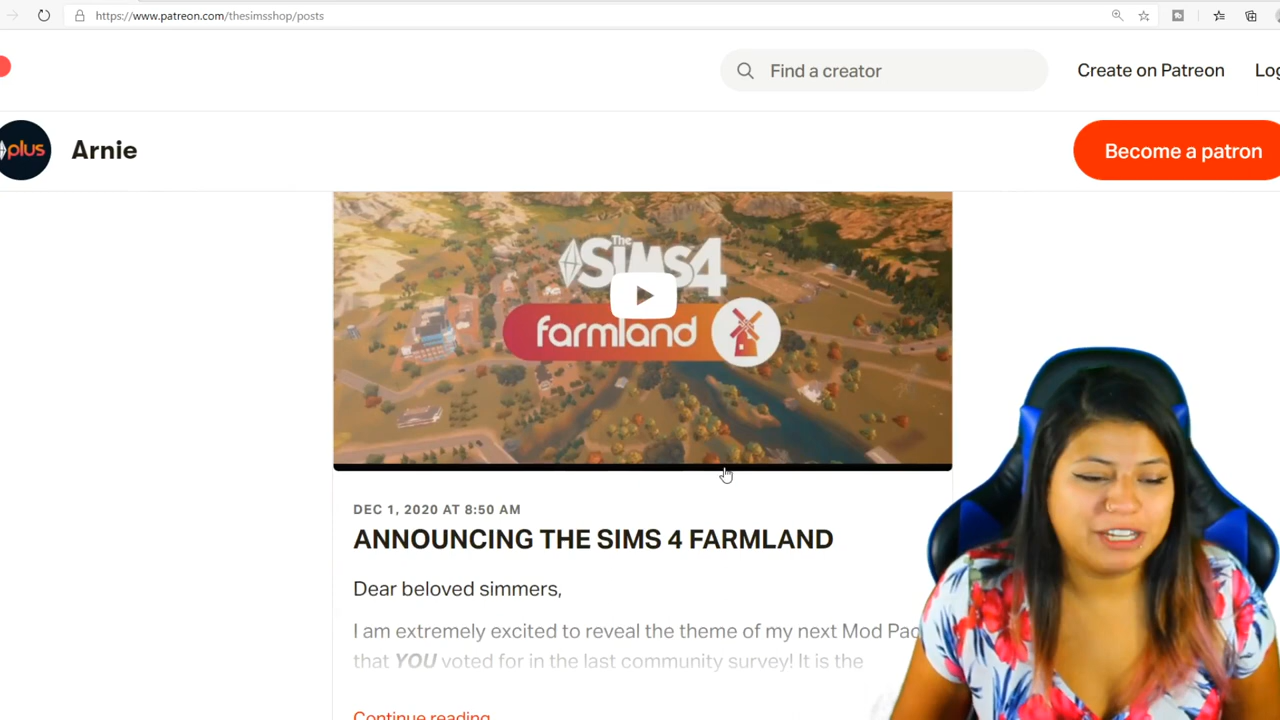 https://www.patreon.com/thesimsshop/posts
Find a creator
Create on Patreon
Log
plus
Arnie
Become a patron
The
SIMS4
farmland
DEC 1, 2020 AT 8:50 AM
ANNOUNCING THE SIMS 4 FARMLAND
Dear beloved simmers,
I am extremely excited to reveal the theme of my next Mod Pac
that YOU voted for in the last community survey! It is the
Continue reading